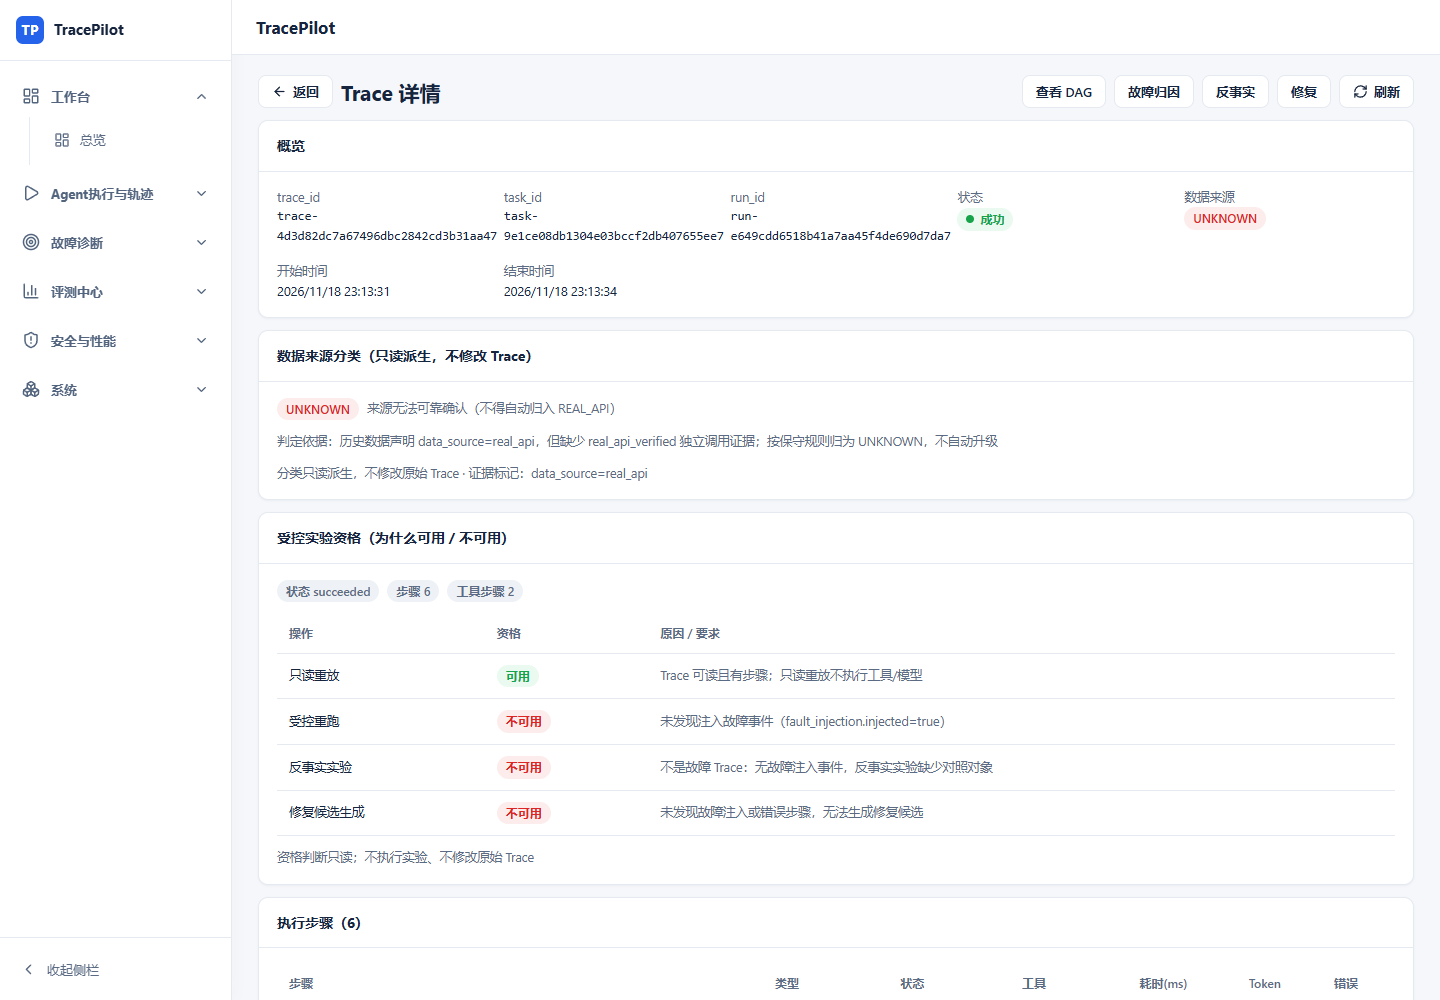 TP TracePilot
TracePilot
工作台
总览
Agent执行与轨迹
故障诊断
评测中心
安全与性能
系统
收起侧栏
返回
Trace 详情
查看 DAG
故障归因
反事实
修复
刷新
概览
trace_id
trace-
4d3d82dc7a67496dbc2842cd3b31aa47
task_id
task-
9e1ce08db1304e03bccf2db407655ee7
run_id
run-
e649cdd6518b41a7aa45f4de690d7da7
状态
成功
数据来源
UNKNOWN
开始时间
2026/11/18 23:13:31
结束时间
2026/11/18 23:13:34
数据来源分类（只读派生，不修改 Trace）
UNKNOWN 来源无法可靠确认（不得自动归入 REAL_API）
判定依据：历史数据声明 data_source=real_api，但缺少 real_api_verified 独立调用证据；按保守规则归为 UNKNOWN，不自动升级
分类只读派生，不修改原始 Trace · 证据标记：data_source=real_api
受控实验资格（为什么可用 / 不可用）
状态 succeeded 步骤 6 工具步骤 2
操作 资格 原因 / 要求
只读重放 可用 Trace 可读且有步骤；只读重放不执行工具/模型
受控重跑 不可用 未发现注入故障事件（fault_injection.injected=true）
反事实实验 不可用 不是故障 Trace：无故障注入事件，反事实实验缺少对照对象
修复候选生成 不可用 未发现故障注入或错误步骤，无法生成修复候选
资格判断只读；不执行实验、不修改原始 Trace
执行步骤（6）
步骤 类型 状态 工具 耗时(ms) Token 错误